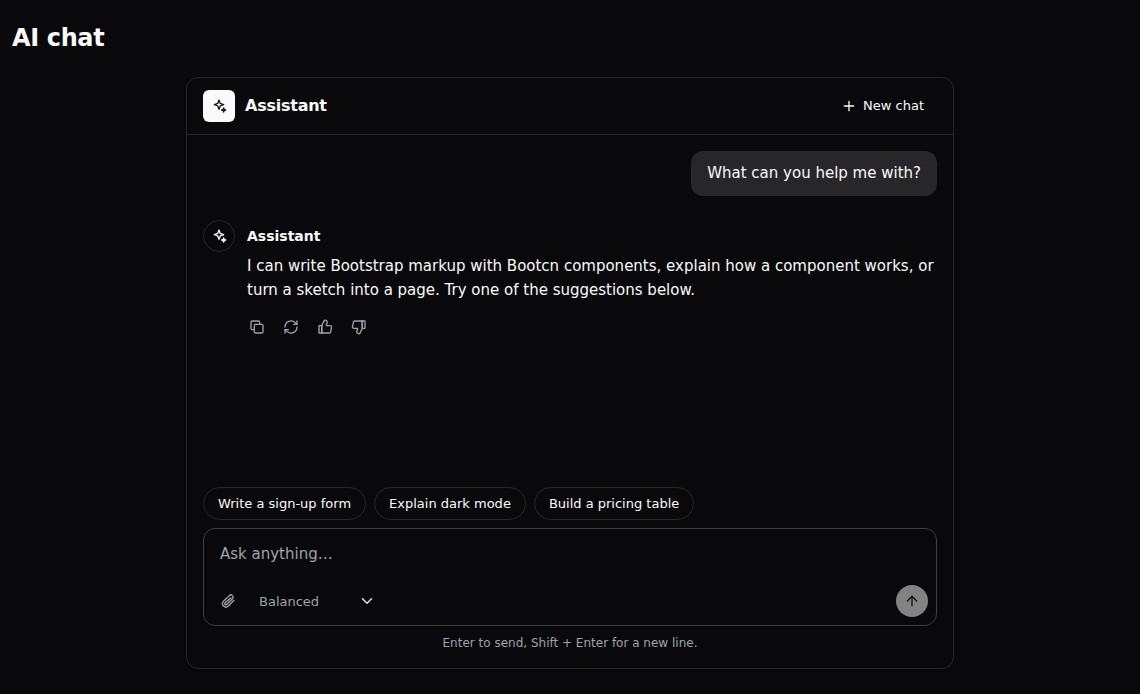 AI chat
Assistant
New chat
What can you help me with?
Assistant
I can write Bootstrap markup with Bootcn components, explain how a component works, or
turn a sketch into a page. Try one of the suggestions below.
Write a sign-up form
Explain dark mode
Build a pricing table
Ask anything...
Balanced
Enter to send, Shift + Enter for a new line.